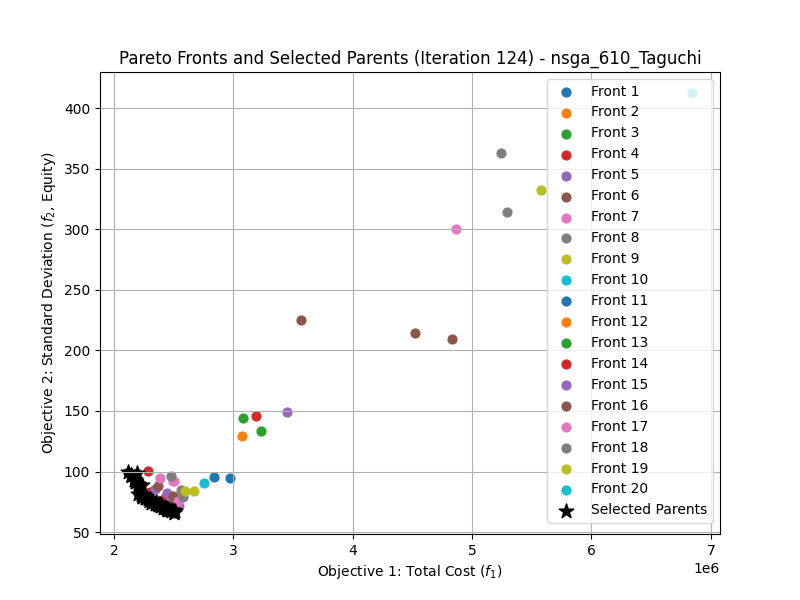 Pareto Fronts and Selected Parents (Iteration 124) - nsga_610_Taguchi
Objective 2: Standard Deviation (f₂, Equity)
400
350
300
250
200
150
100
50
2
3
4
5
6
7
1e6
Objective 1: Total Cost (f₁)
Front 1
Front 2
Front 3
Front 4
Front 5
Front 6
Front 7
Front 8
Front 9
Front 10
Front 11
Front 12
Front 13
Front 14
Front 15
Front 16
Front 17
Front 18
Front 19
Front 20
Selected Parents